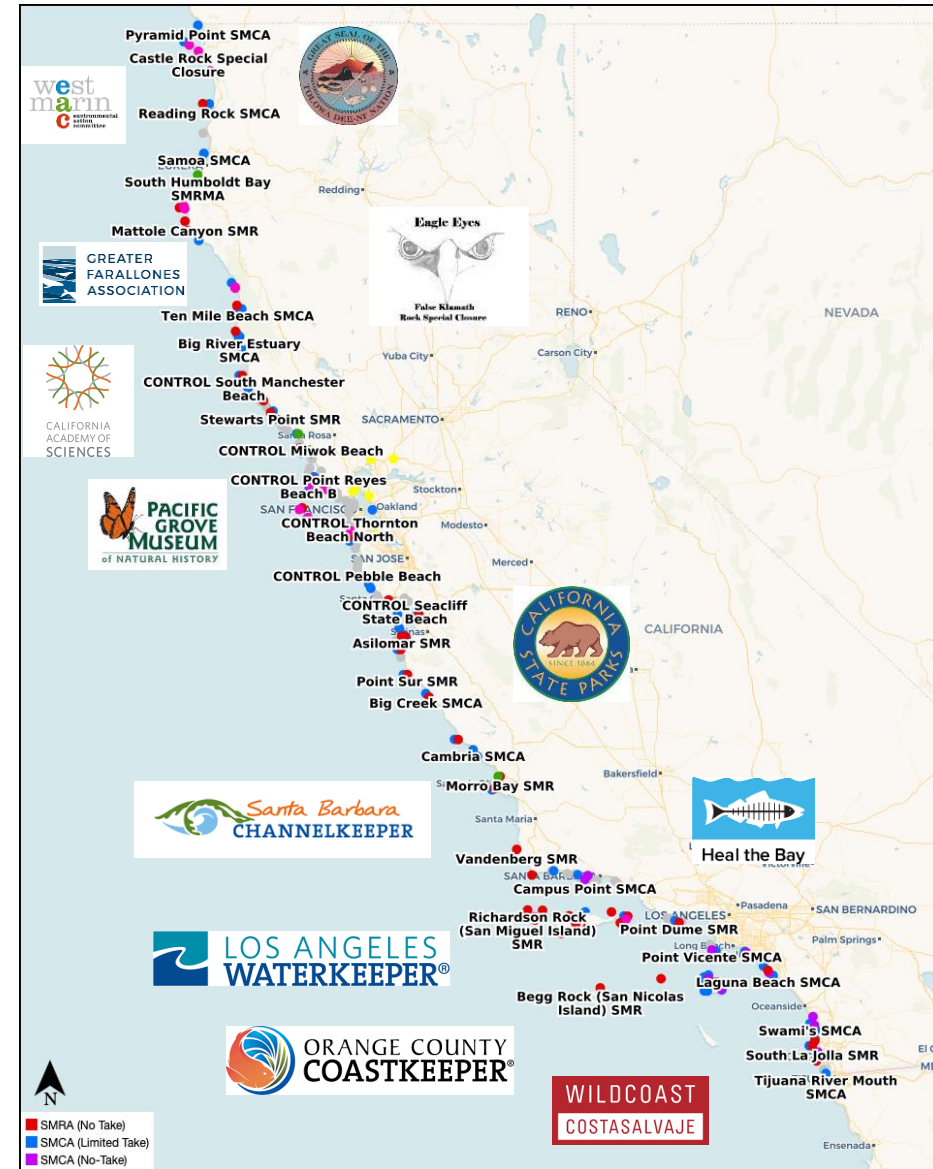 Pyramid Point SMCA
Castle Rock Special
Closure
GREAT SEAL OF THE
TOLOWA DEE-NI' NATION
west
marin
environmental
action
committee
Reading Rock SMCA
Samoa SMCA
South Humboldt Bay
SMRMA
Redding
Mattole Canyon SMR
Eagle Eyes
False Klamath
Rock Special Closure
GREATER
FARALLONES
ASSOCIATION
Ten Mile Beach SMCA
RENO
NEVADA
Big River Estuary
SMCA
Yuba City
Carson City
CALIFORNIA
ACADEMY OF
SCIENCES
CONTROL South Manchester
Beach
Stewarts Point SMR
SACRAMENTO
Santa Rosa
CONTROL Miwok Beach
CONTROL Point Reyes
Beach B
Stockton
SAN FRANCISCO
Oakland
PACIFIC
GROVE
MUSEUM
of NATURAL HISTORY
CONTROL Thornton
Beach North
Modesto
SAN JOSE
Merced
CONTROL Pebble Beach
CONTROL Seacliff
State Beach
Asilomar SMR
CALIFORNIA
STATE PARKS
SINCE 1864
CALIFORNIA
Point Sur SMR
Big Creek SMCA
Cambria SMCA
Bakersfield
Morro Bay SMR
Santa Barbara
CHANNELKEEPER
Santa Maria
Heal the Bay
Vandenberg SMR
SANTA BARBARA
Campus Point SMCA
Pasadena
SAN BERNARDINO
Richardson Rock
(San Miguel Island)
SMR
LOS ANGELES
Point Dume SMR
Palm Springs
Long Beach
Point Vicente SMCA
LOS ANGELES
WATERKEEPER®
Laguna Beach SMCA
Begg Rock (San Nicolas
Island) SMR
Oceanside
Swami's SMCA
ORANGE COUNTY
COASTKEEPER®
South La Jolla SMR
Tijuana River Mouth
SMCA
WILDCOAST
COSTASALVAJE
N
SMRA (No Take)
SMCA (Limited Take)
SMCA (No-Take)
Ensenada